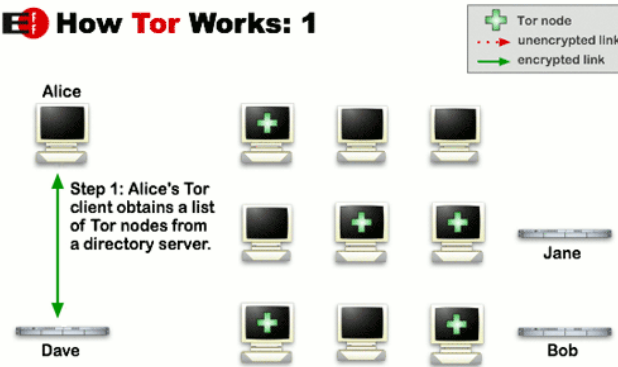 EFF How Tor Works: 1
Tor node
unencrypted link
encrypted link
Alice
Step 1: Alice's Tor
client obtains a list
of Tor nodes from
a directory server.
Jane
Dave
Bob